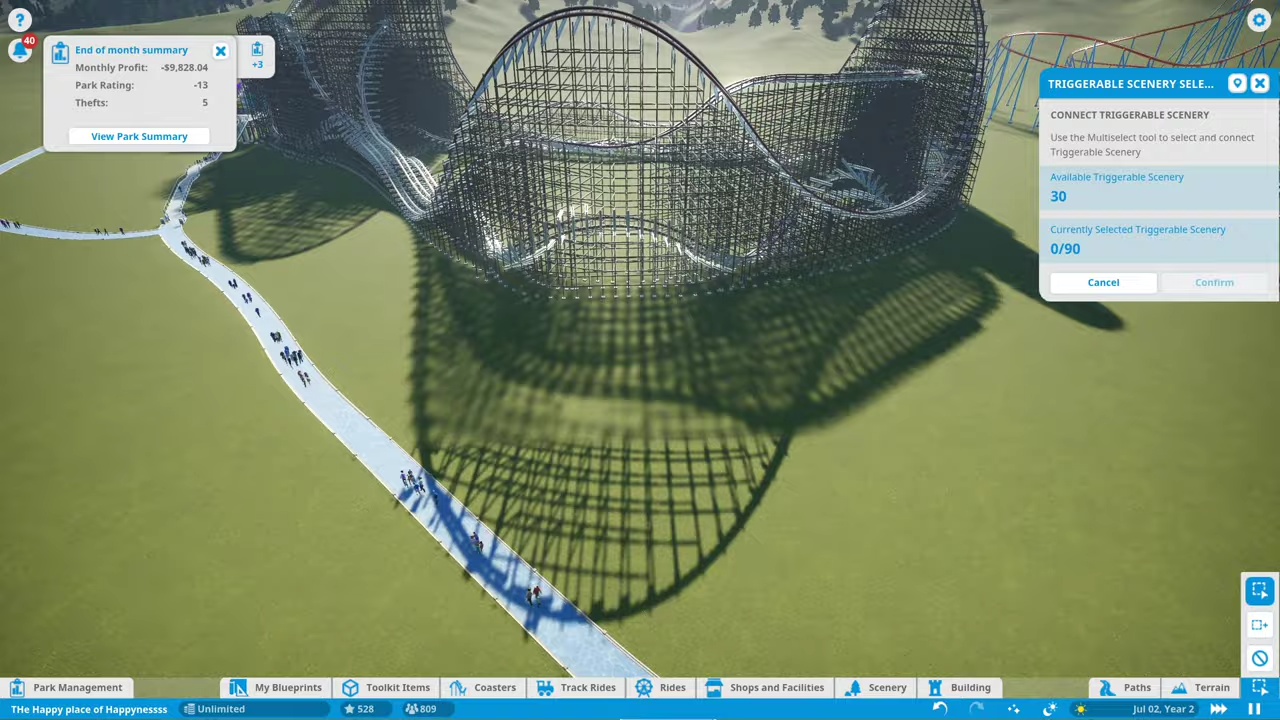 ?
40
End of month summary
Monthly Profit: -$9,828.04
Park Rating: -13
Thefts: 5
View Park Summary
+3
TRIGGERABLE SCENERY SELE...
CONNECT TRIGGERABLE SCENERY
Use the Multiselect tool to select and connect
Triggerable Scenery
Available Triggerable Scenery
30
Currently Selected Triggerable Scenery
0/90
Cancel Confirm
Park Management My Blueprints Toolkit Items Coasters Track Rides Rides Shops and Facilities Scenery Building Paths Terrain
THe Happy place of Happynessss Unlimited 528 809 Jul 02, Year 2